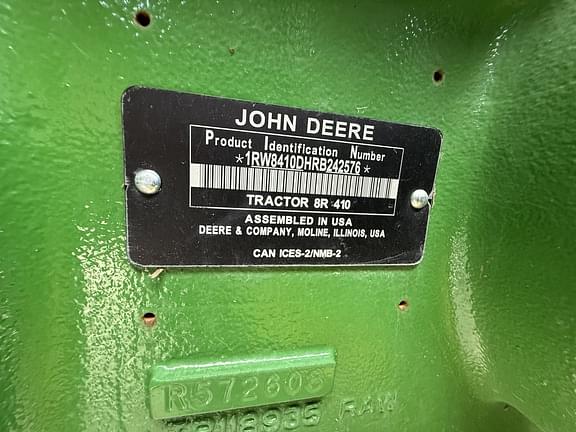 JOHN DEERE
Product Identification Number
*1RW8410DHRB242576*
TRACTOR 8R 410
ASSEMBLED IN USA
DEERE & COMPANY, MOLINE, ILLINOIS, USA
CAN ICES-2/NMB-2
R572608
RAW